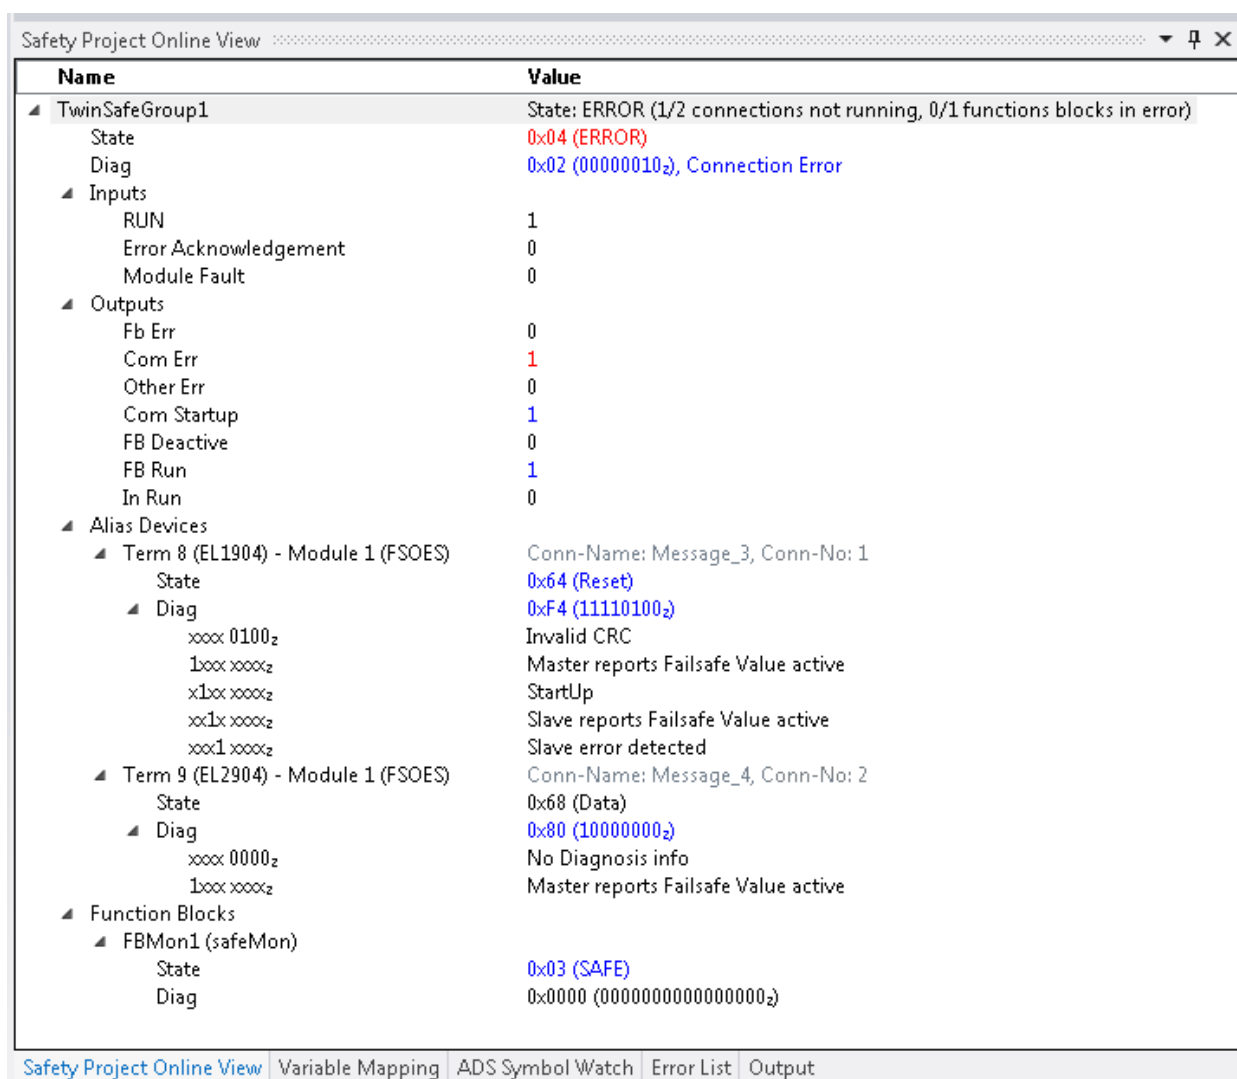 Safety Project Online View
Name Value
TwinSafeGroup1 State: ERROR (1/2 connections not running, 0/1 functions blocks in error)
State 0x04 (ERROR)
Diag 0x02 (00000010₂), Connection Error
Inputs
RUN 1
Error Acknowledgement 0
Module Fault 0
Outputs
Fb Err 0
Com Err 1
Other Err 0
Com Startup 1
FB Deactive 0
FB Run 1
In Run 0
Alias Devices
Term 8 (EL1904) - Module 1 (FSOES) Conn-Name: Message_3, Conn-No: 1
State 0x64 (Reset)
Diag 0xF4 (11110100₂)
xxxx 0100₂ Invalid CRC
1xxx xxxx₂ Master reports Failsafe Value active
x1xx xxxx₂ StartUp
xx1x xxxx₂ Slave reports Failsafe Value active
xxx1 xxxx₂ Slave error detected
Term 9 (EL2904) - Module 1 (FSOES) Conn-Name: Message_4, Conn-No: 2
State 0x68 (Data)
Diag 0x80 (10000000₂)
xxxx 0000₂ No Diagnosis info
1xxx xxxx₂ Master reports Failsafe Value active
Function Blocks
FBMon1 (safeMon)
State 0x03 (SAFE)
Diag 0x0000 (0000000000000000₂)
Safety Project Online View Variable Mapping ADS Symbol Watch Error List Output